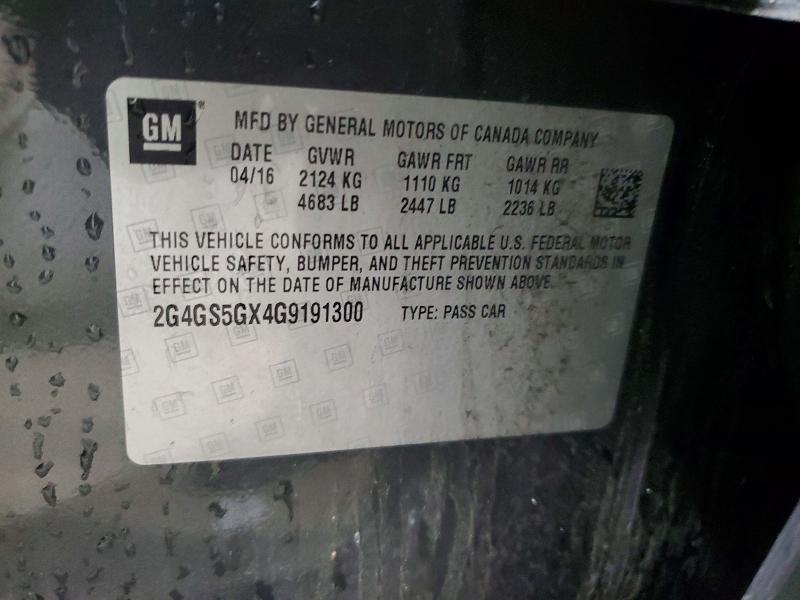 GM
MFD BY GENERAL MOTORS OF CANADA COMPANY
DATE GVWR GAWR FRT GAWR RR
04/16 2124 KG 1110 KG 1014 KG
4683 LB 2447 LB 2236 LB
THIS VEHICLE CONFORMS TO ALL APPLICABLE U.S. FEDERAL MOTOR
VEHICLE SAFETY, BUMPER, AND THEFT PREVENTION STANDARDS IN
EFFECT ON THE DATE OF MANUFACTURE SHOWN ABOVE.
2G4GS5GX4G9191300 TYPE: PASS CAR